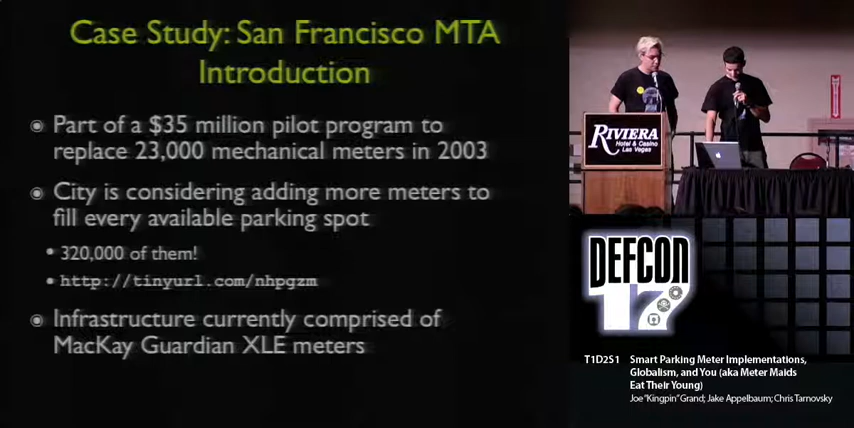 Case Study: San Francisco MTA
Introduction
Part of a $35 million pilot program to
replace 23,000 mechanical meters in 2003
City is considering adding more meters to
fill every available parking spot
320,000 of them!
http://tinyurl.com/nhpgzm
Infrastructure currently comprised of
MacKay Guardian XLE meters
RIVIERA
Hotel & Casino
Las Vegas
DEFCON
17
T1D2S1 Smart Parking Meter Implementations,
Globalism, and You (aka Meter Maids
Eat Their Young)
Joe "Kingpin" Grand; Jake Appelbaum; Chris Tarnovsky